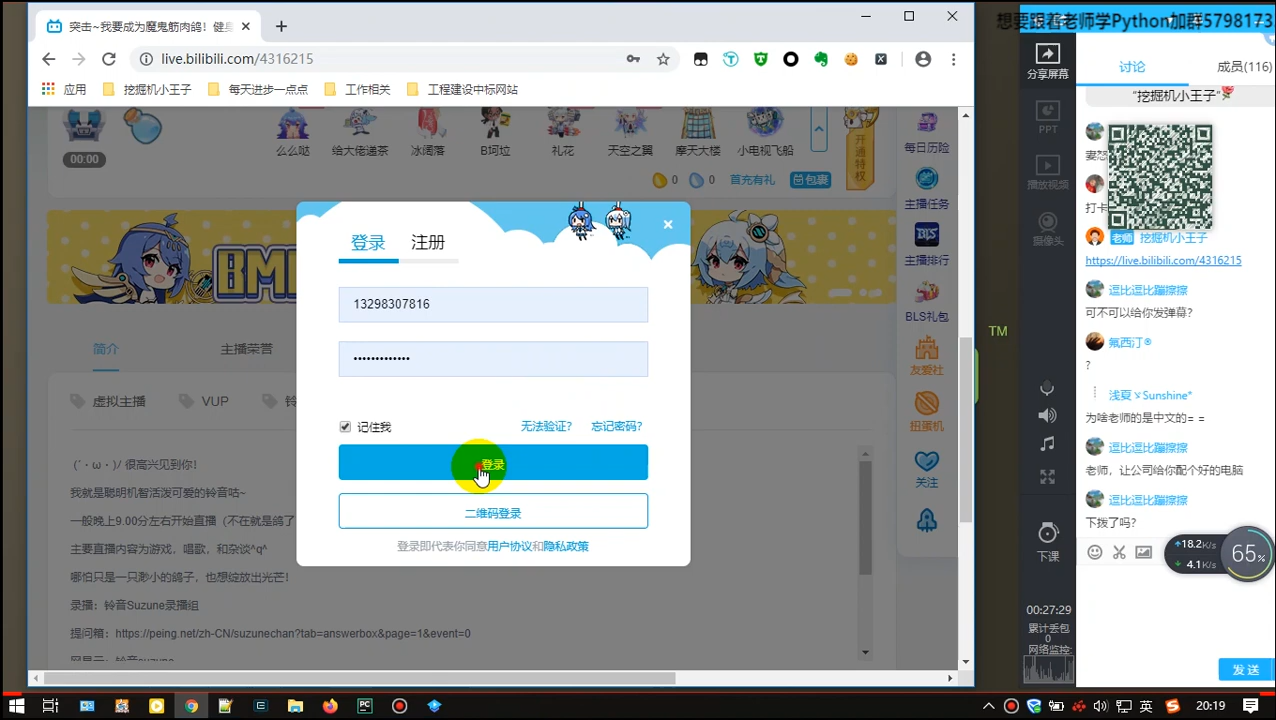 突击~我要成为魔鬼筋肉鸽！健身
想要跟着老师学Python加群5798173
live.bilibili.com/4316215
应用
挖掘机小王子
每天进步一点点
工作相关
工程建设中标网站
00:00
么么哒
冰阔落
B坷垃
礼花
天空之翼
摩天大楼
小电视飞船
开通特权
0
0
首充有礼
包裹
每日历险
主播任务
BLS
主播排行
BLS礼包
友爱社
扭蛋机
关注
登录
注册
13298307816
•••••••••••••
记住我
无法验证？
忘记密码？
登录
二维码登录
登录即代表你同意用户协议和隐私政策
简介
主播荣誉
虚拟主播
VUP
(´・ω・)/ 很高兴见到你！
我就是聪明机智活泼可爱的铃音咕~
一般晚上9.00分左右开始直播（不在就是鸽了
主要直播内容为游戏，唱歌，和杂谈^q^
哪怕只是一只渺小的鸽子，也想绽放出光芒！
录播：铃音Suzune录播组
提问箱：https://peing.net/zh-CN/suzunechan?tab=answerbox&page=1&event=0
TM
分享屏幕
PPT
播放视频
摄像头
下课
00:27:29
累计丢包
0
网络监控:
讨论
成员(116)
"挖掘机小王子"
打卡
老师 挖掘机小王子
https://live.bilibili.com/4316215
逗比逗比蹦擦擦
可不可以给你发弹幕？
氟西汀®
?
浅夏ゞSunshine*
为啥老师的是中文的= =
逗比逗比蹦擦擦
老师，让公司给你配个好的电脑
逗比逗比蹦擦擦
下拨了吗？
18.2K/s
4.1K/s
65%
发送
英
20:19